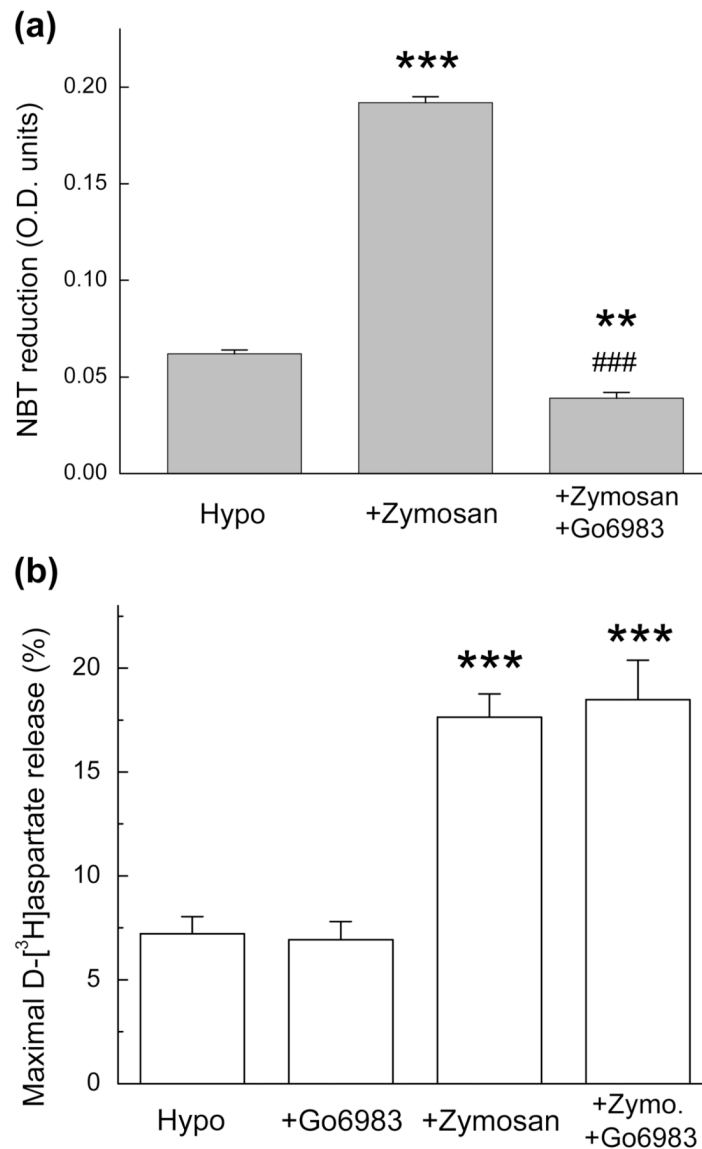 (a)
NBT reduction (O.D. units)
0.20
0.15
0.10
0.05
0.00
***
**
###
Hypo
+Zymosan
+Zymosan
+Go6983
(b)
Maximal D-[³H]aspartate release (%)
20
15
10
5
0
***
***
Hypo
+Go6983
+Zymosan
+Zymo.
+Go6983